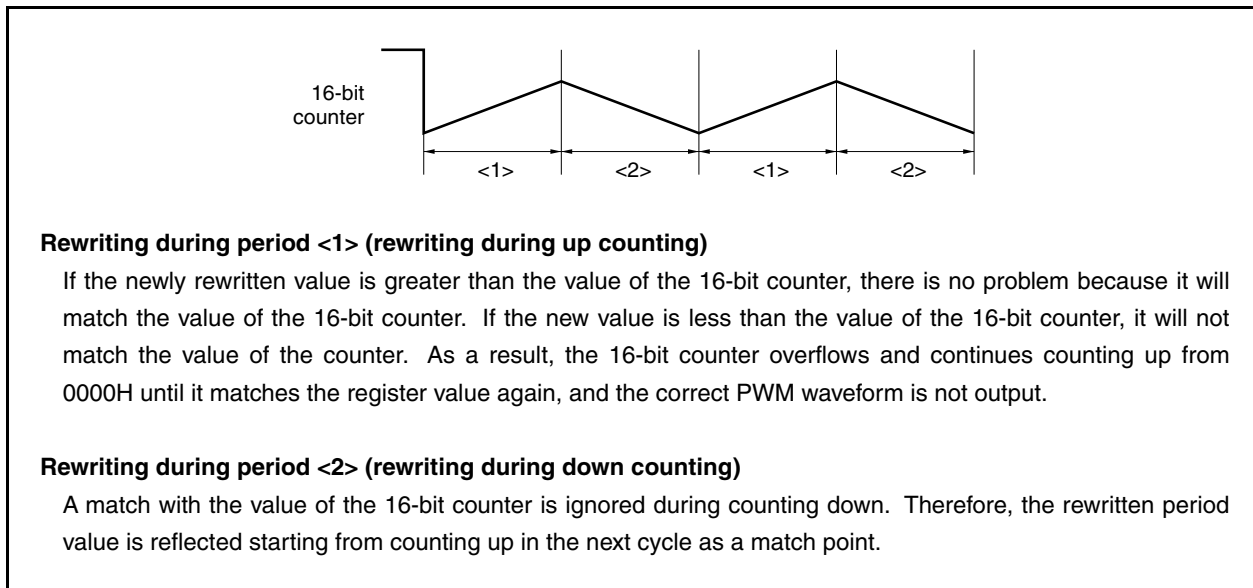 16-bit
counter
<1>
<2>
<1>
<2>
Rewriting during period <1> (rewriting during up counting)
If the newly rewritten value is greater than the value of the 16-bit counter, there is no problem because it will
match the value of the 16-bit counter. If the new value is less than the value of the 16-bit counter, it will not
match the value of the counter. As a result, the 16-bit counter overflows and continues counting up from
0000H until it matches the register value again, and the correct PWM waveform is not output.
Rewriting during period <2> (rewriting during down counting)
A match with the value of the 16-bit counter is ignored during counting down. Therefore, the rewritten period
value is reflected starting from counting up in the next cycle as a match point.